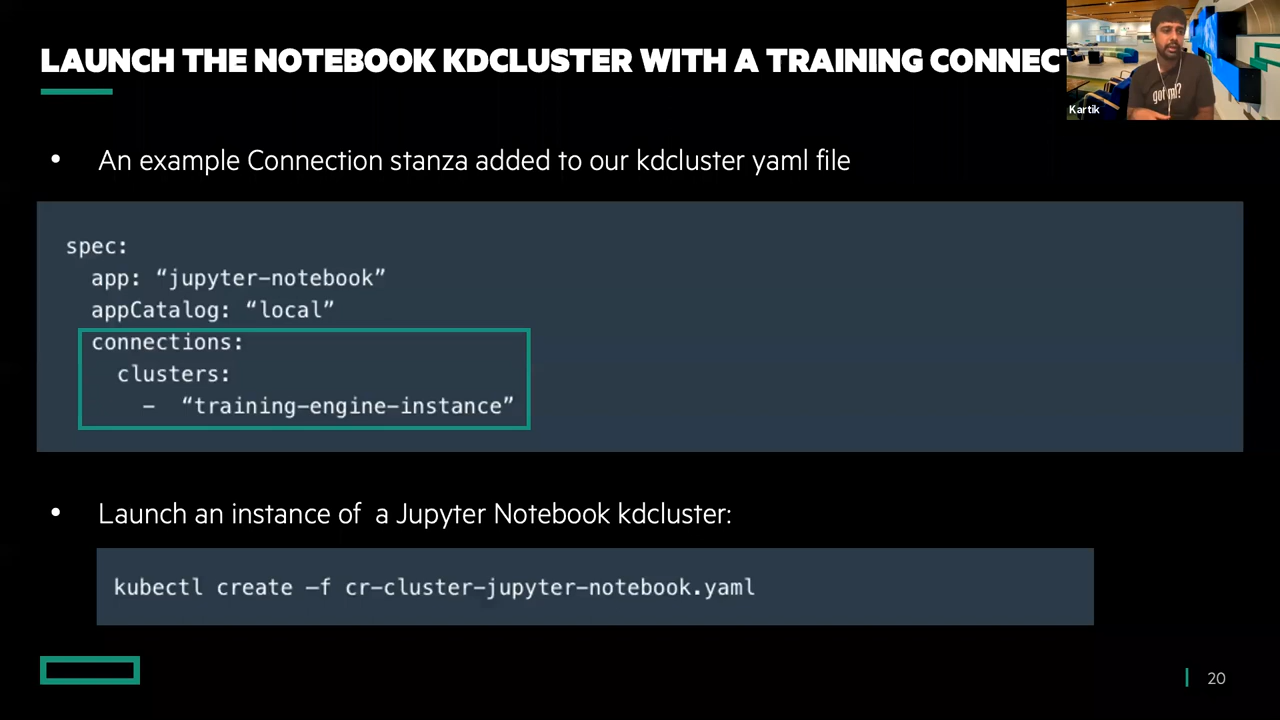 LAUNCH THE NOTEBOOK KDCLUSTER WITH A TRAINING
got ml?
Kartik
• An example Connection stanza added to our kdcluster yaml file
spec:
app: “jupyter-notebook”
appCatalog: “local”
connections:
clusters:
- “training-engine-instance”
• Launch an instance of a Jupyter Notebook kdcluster:
kubectl create –f cr-cluster-jupyter-notebook.yaml
20